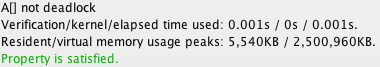 A[] not deadlock
Verification/kernel/elapsed time used: 0.001s / 0s / 0.001s.
Resident/virtual memory usage peaks: 5,540KB / 2,500,960KB.
Property is satisfied.